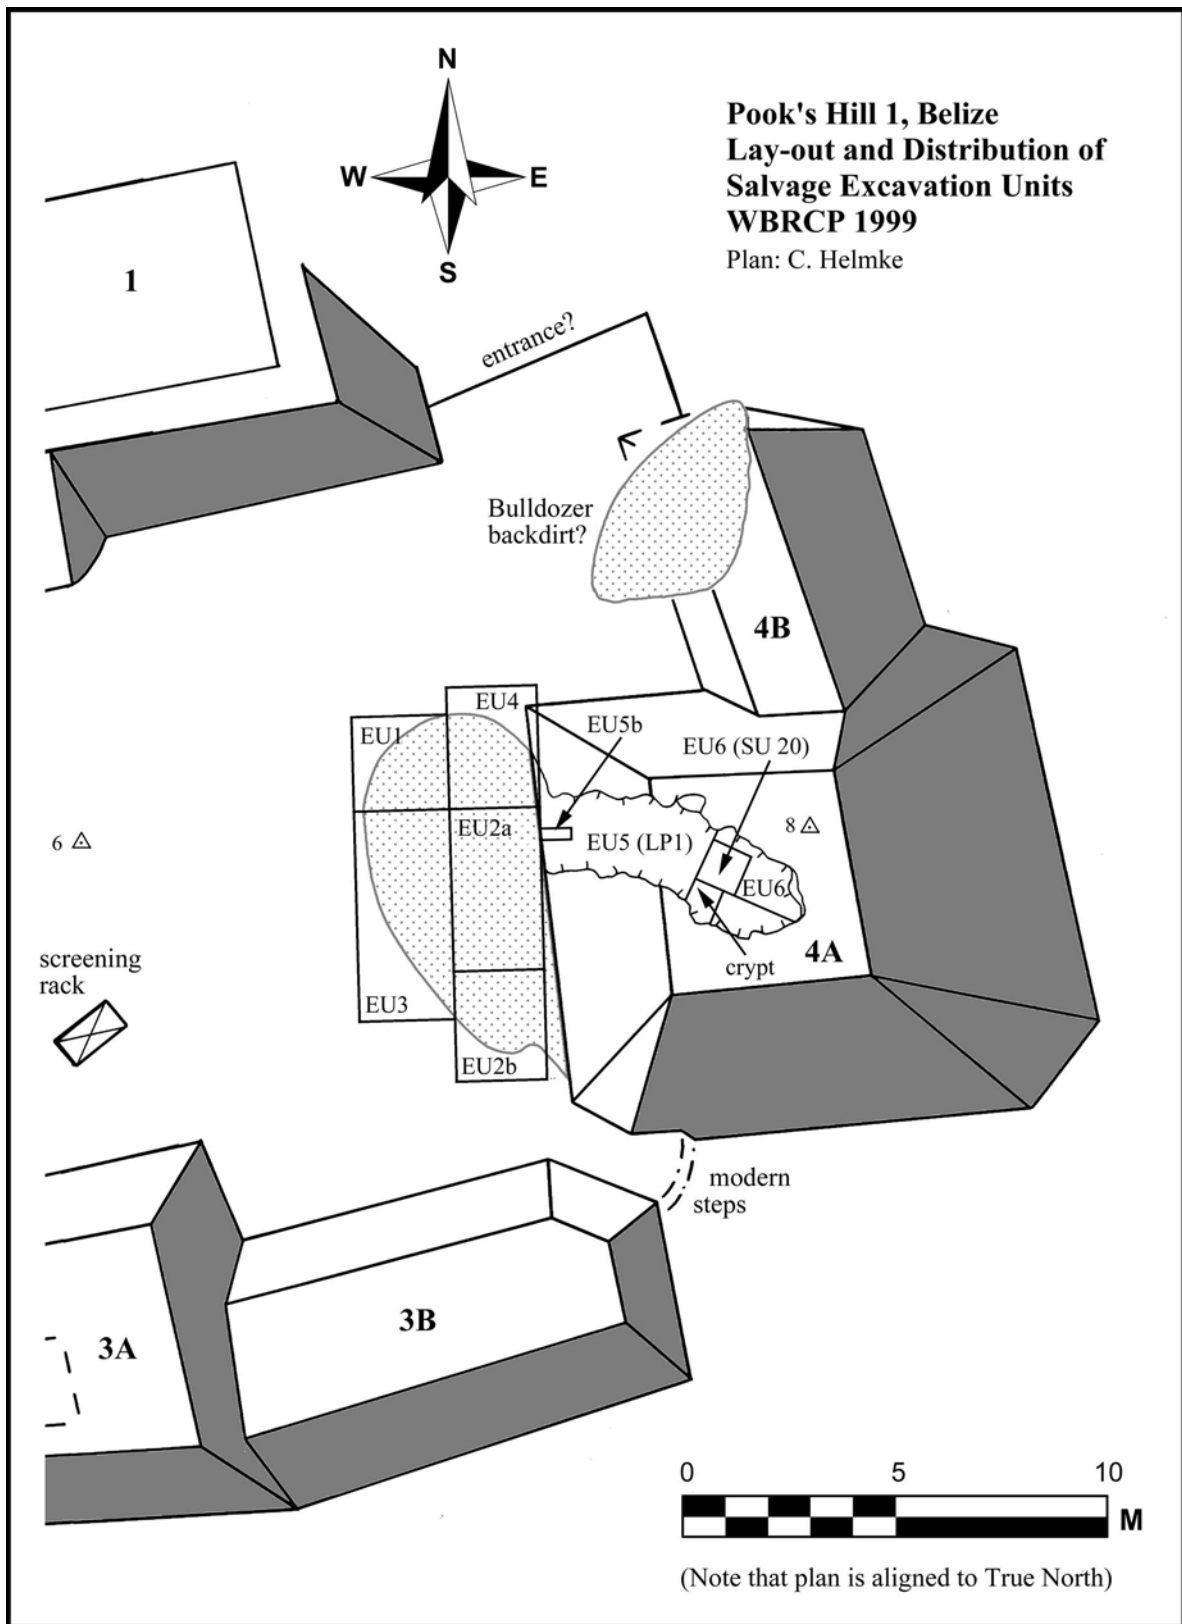 N
W
E
S
Pook's Hill 1, Belize
Lay-out and Distribution of
Salvage Excavation Units
WBRCP 1999
Plan: C. Helmke
1
entrance?
Bulldozer
backdirt?
4B
EU4
EU1
EU5b
EU6 (SU 20)
EU2a
EU5 (LP1)
8
6
EU6
4A
crypt
screening
rack
EU3
EU2b
modern
steps
3A
3B
0 5 10
M
(Note that plan is aligned to True North)